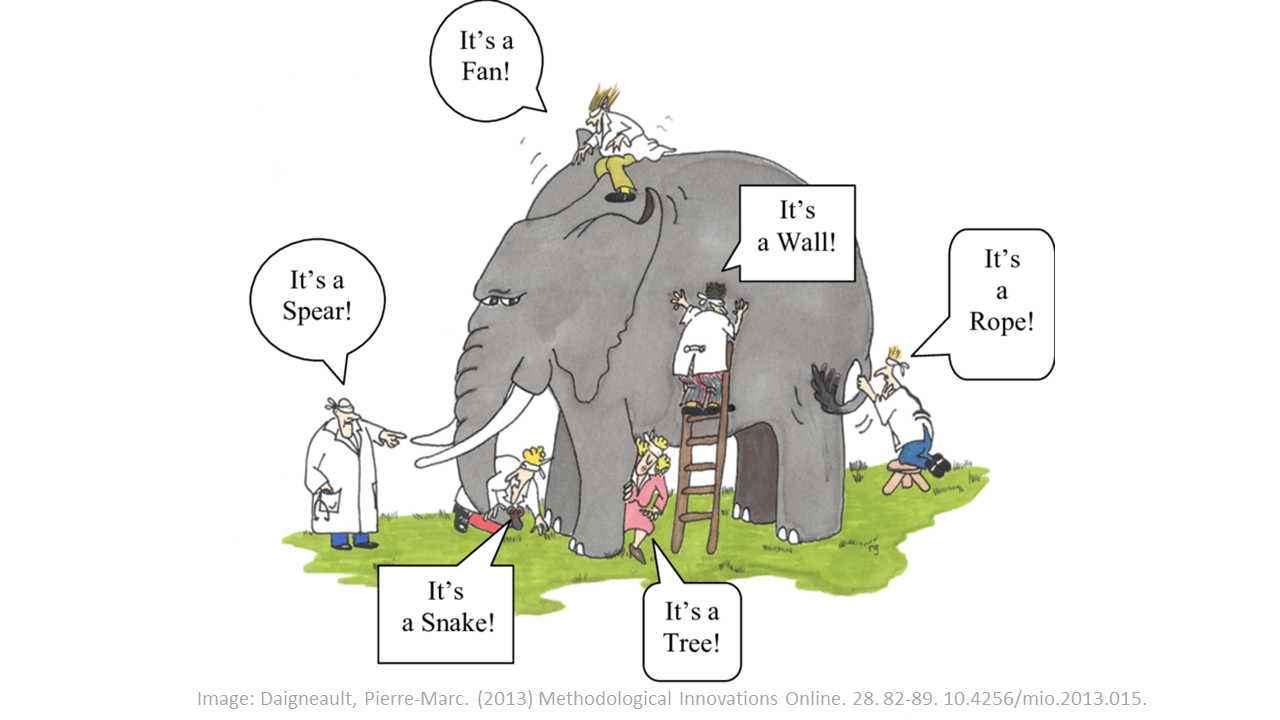 It’s a
Fan!
It’s
a Wall!
It’s
a
Rope!
It’s a
Spear!
It’s
a Snake!
It’s a
Tree!
Image: Daigneault, Pierre-Marc. (2013) Methodological Innovations Online. 28. 82-89. 10.4256/mio.2013.015.